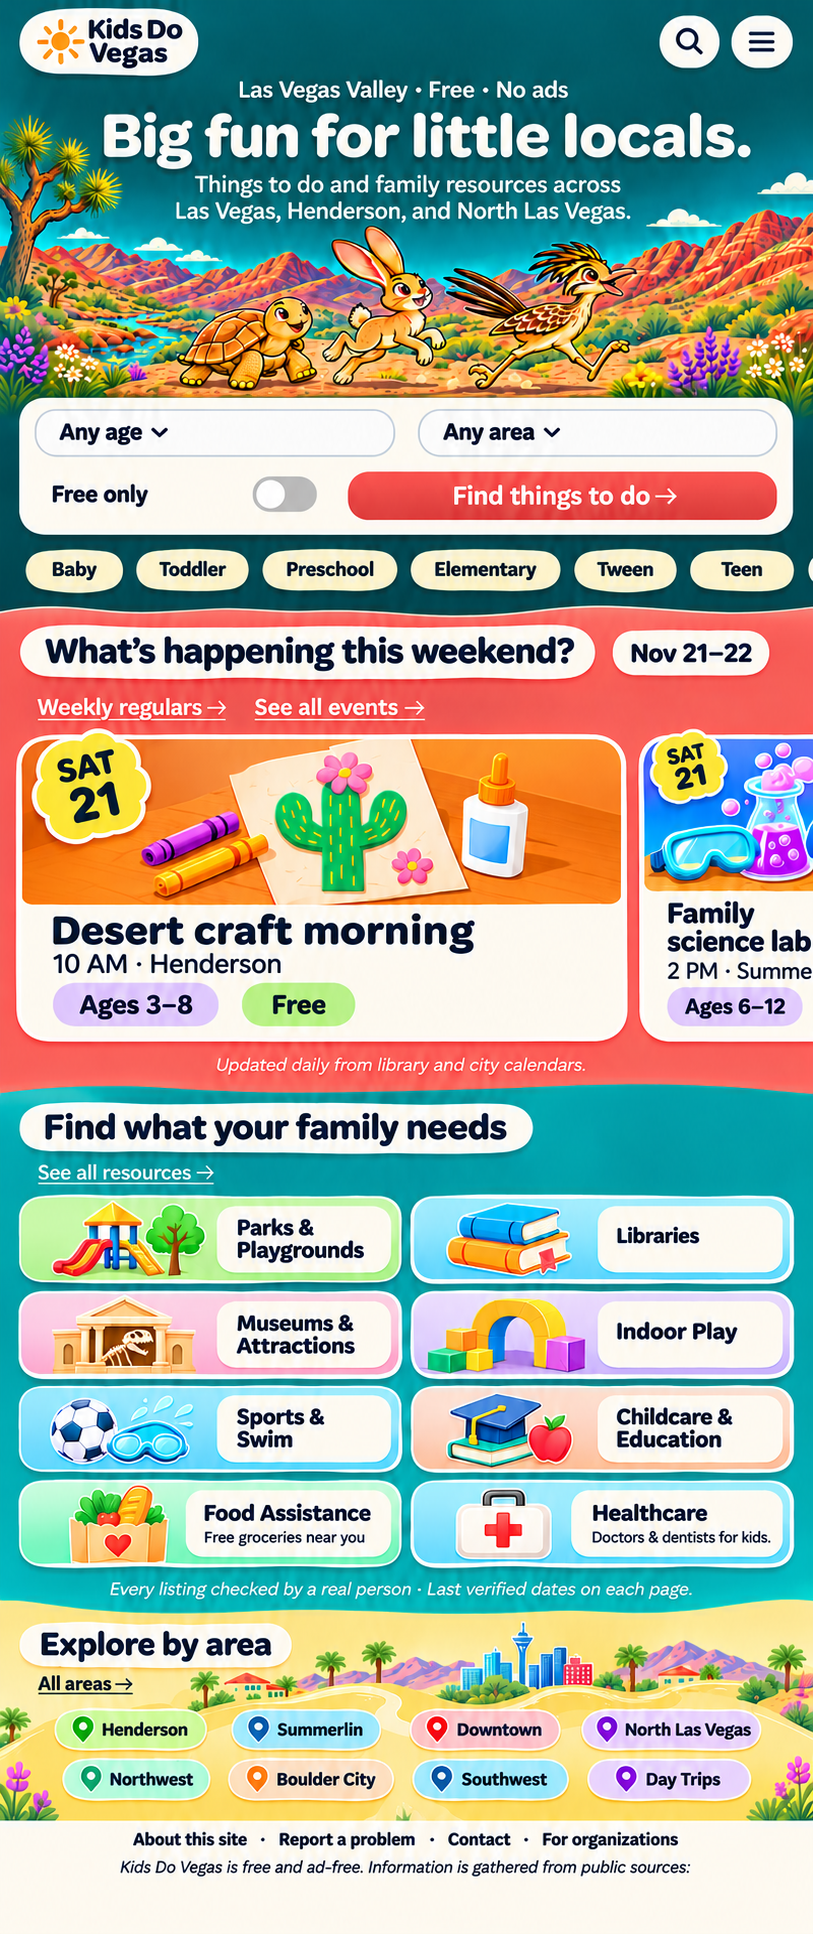 Kids Do
Vegas
Las Vegas Valley • Free • No ads
Big fun for little locals.
Things to do and family resources across
Las Vegas, Henderson, and North Las Vegas.
Any age
Any area
Free only
Find things to do →
Baby
Toddler
Preschool
Elementary
Tween
Teen
What's happening this weekend?
Nov 21–22
Weekly regulars →
See all events →
SAT
21
Desert craft morning
10 AM · Henderson
Ages 3–8
Free
SAT
21
Family
science lab
2 PM · Summe
Ages 6–12
Updated daily from library and city calendars.
Find what your family needs
See all resources →
Parks &
Playgrounds
Libraries
Museums &
Attractions
Indoor Play
Sports &
Swim
Childcare &
Education
Food Assistance
Free groceries near you
Healthcare
Doctors & dentists for kids.
Every listing checked by a real person · Last verified dates on each page.
Explore by area
All areas →
Henderson
Summerlin
Downtown
North Las Vegas
Northwest
Boulder City
Southwest
Day Trips
About this site • Report a problem • Contact • For organizations
Kids Do Vegas is free and ad-free. Information is gathered from public sources: